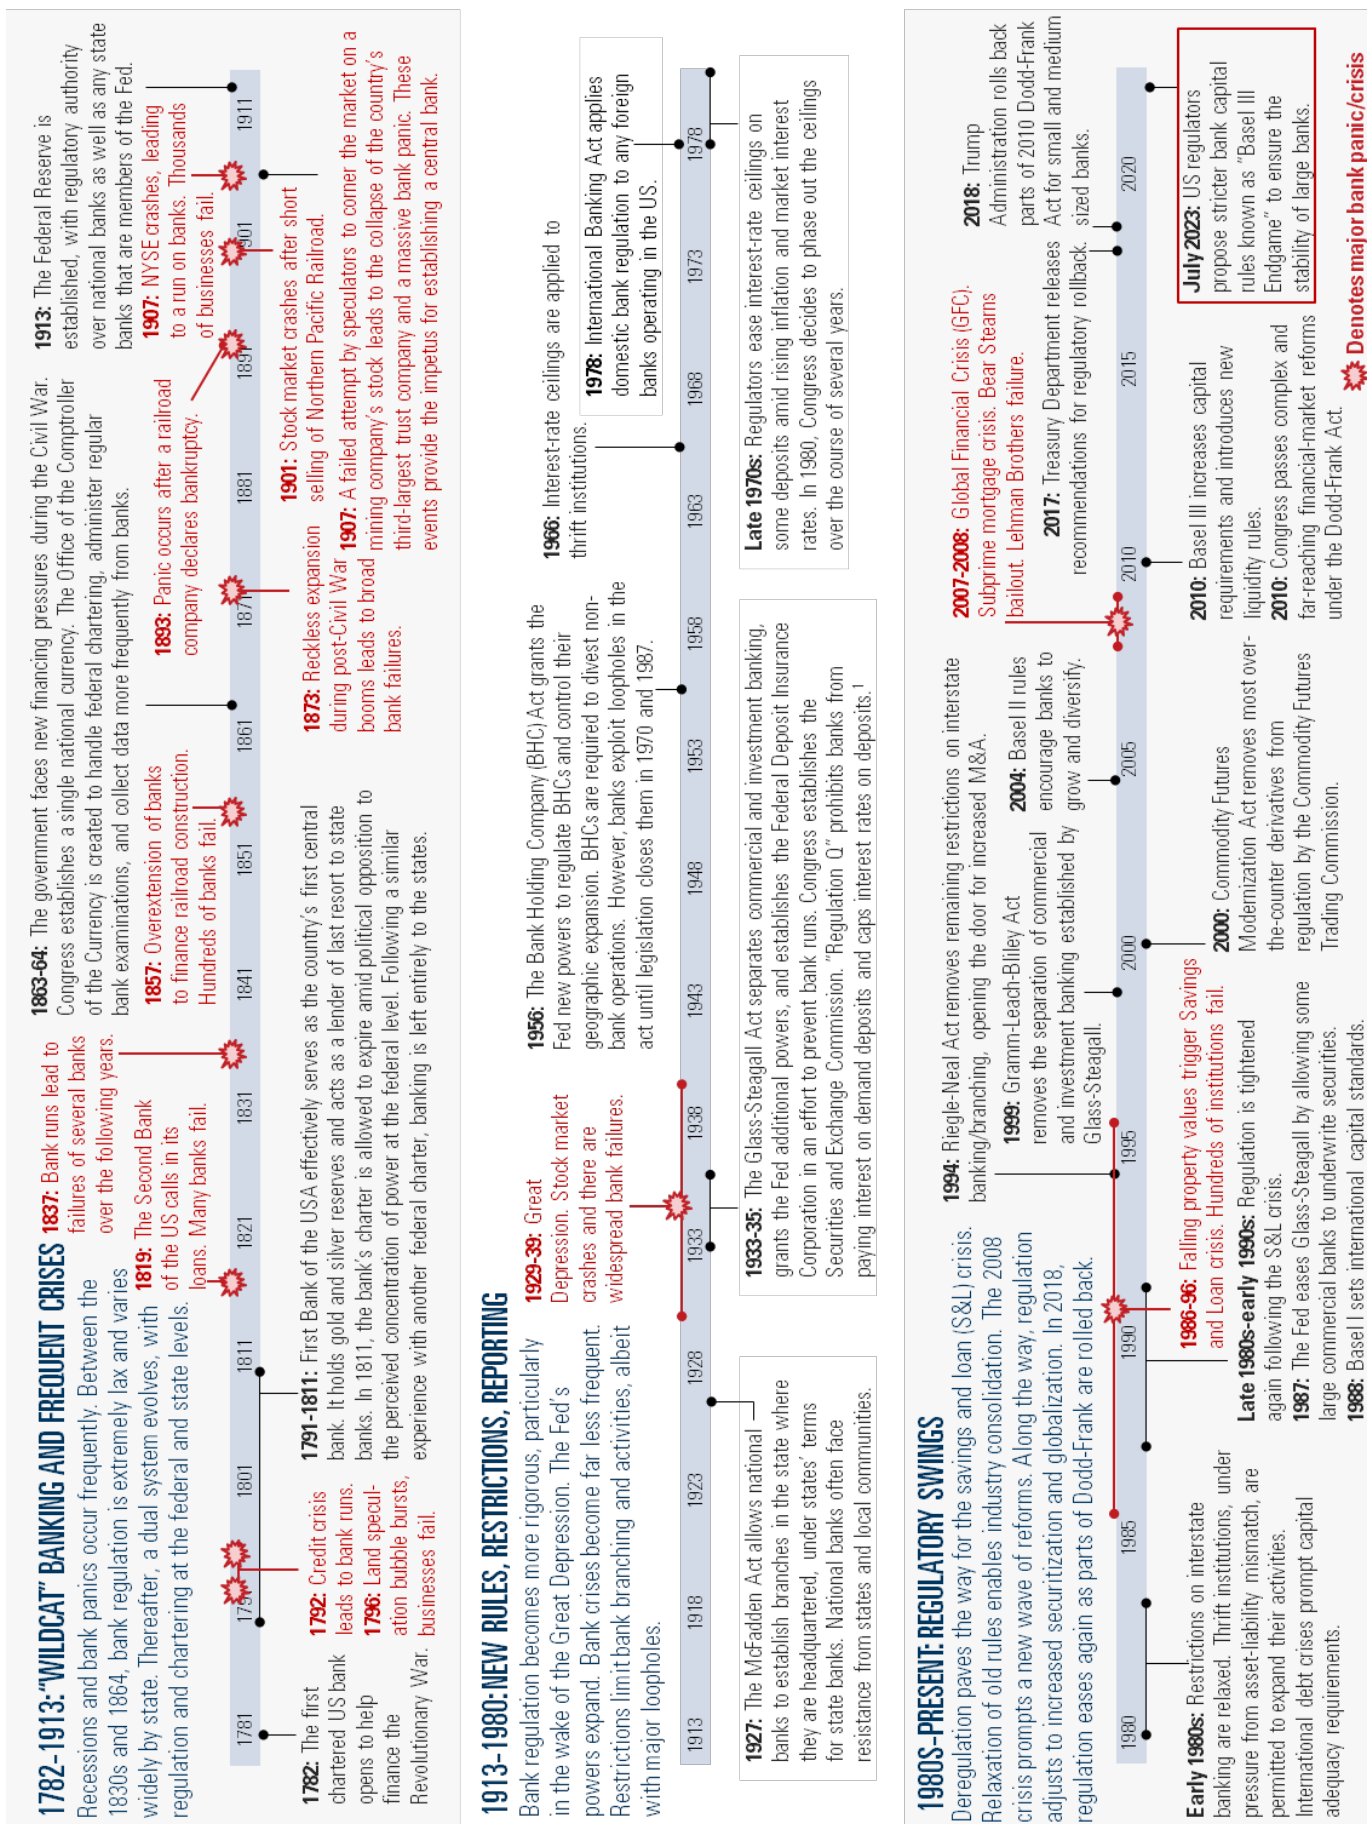 1782-1913: "WILDCAT" BANKING AND FREQUENT CRISES
Recessions and bank panics occur frequently. Between the
1830s and 1864, bank regulation is extremely lax and varies
widely by state. Thereafter, a dual system evolves, with
regulation and chartering at the federal and state levels.
1837: Bank runs lead to
failures of several banks
over the following years.
1819: The Second Bank
of the US calls in its
loans. Many banks fail.
1863-64: The government faces new financing pressures during the Civil War.
Congress establishes a single national currency. The Office of the Comptroller
of the Currency is created to handle federal chartering, administer regular
bank examinations, and collect data more frequently from banks.
1857: Overextension of banks
to finance railroad construction.
Hundreds of banks fail.
1893: Panic occurs after a railroad
company declares bankruptcy.
1913: The Federal Reserve is
established, with regulatory authority
over national banks as well as any state
banks that are members of the Fed.
1907: NYSE crashes, leading
to a run on banks. Thousands
of businesses fail.
1781 1791 1801 1811 1821 1831 1841 1851 1861 1871 1881 1891 1901 1911
1782: The first
chartered US bank
opens to help
finance the
Revolutionary War.
1792: Credit crisis
leads to bank runs.
1796: Land specul-
ation bubble bursts,
businesses fail.
1791-1811: First Bank of the USA effectively serves as the country's first central
bank. It holds gold and silver reserves and acts as a lender of last resort to state
banks. In 1811, the bank's charter is allowed to expire amid political opposition to
the perceived concentration of power at the federal level. Following a similar
experience with another federal charter, banking is left entirely to the states.
1873: Reckless expansion
during post-Civil War
booms leads to broad
bank failures.
1901: Stock market crashes after short
selling of Northern Pacific Railroad.
1907: A failed attempt by speculators to corner the market on a
mining company's stock leads to the collapse of the country's
third-largest trust company and a massive bank panic. These
events provide the impetus for establishing a central bank.
1913-1980: NEW RULES, RESTRICTIONS, REPORTING
Bank regulation becomes more rigorous, particularly
in the wake of the Great Depression. The Fed's
powers expand. Bank crises become far less frequent.
Restrictions limit bank branching and activities, albeit
with major loopholes.
1929-39: Great
Depression. Stock market
crashes and there are
widespread bank failures.
1956: The Bank Holding Company (BHC) Act grants the
Fed new powers to regulate BHCs and control their
geographic expansion. BHCs are required to divest non-
bank operations. However, banks exploit loopholes in the
act until legislation closes them in 1970 and 1987.
1966: Interest-rate ceilings are applied to
thrift institutions.
1978: International Banking Act applies
domestic bank regulation to any foreign
banks operating in the US.
1913 1918 1923 1928 1933 1938 1943 1948 1953 1958 1963 1968 1973 1978
1927: The McFadden Act allows national
banks to establish branches in the state where
they are headquartered, under states' terms
for state banks. National banks often face
resistance from states and local communities.
1933-35: The Glass-Steagall Act separates commercial and investment banking,
grants the Fed additional powers, and establishes the Federal Deposit Insurance
Corporation in an effort to prevent bank runs. Congress establishes the
Securities and Exchange Commission. "Regulation Q" prohibits banks from
paying interest on demand deposits and caps interest rates on deposits.¹
Late 1970s: Regulators ease interest-rate ceilings on
some deposits amid rising inflation and market interest
rates. In 1980, Congress decides to phase out the ceilings
over the course of several years.
1980S-PRESENT: REGULATORY SWINGS
Deregulation paves the way for the savings and loan (S&L) crisis.
Relaxation of old rules enables industry consolidation. The 2008
crisis prompts a new wave of reforms. Along the way, regulation
adjusts to increased securitization and globalization. In 2018,
regulation eases again as parts of Dodd-Frank are rolled back.
1994: Riegle-Neal Act removes remaining restrictions on interstate
banking/branching, opening the door for increased M&A.
1999: Gramm-Leach-Bliley Act
removes the separation of commercial
and investment banking established by
Glass-Steagall.
2004: Basel II rules
encourage banks to
grow and diversify.
2007-2008: Global Financial Crisis (GFC).
Subprime mortgage crisis. Bear Stearns
bailout. Lehman Brothers failure.
2017: Treasury Department releases
recommendations for regulatory rollback.
2018: Trump
Administration rolls back
parts of 2010 Dodd-Frank
Act for small and medium
sized banks.
1980 1985 1990 1995 2000 2005 2010 2015 2020
Early 1980s: Restrictions on interstate
banking are relaxed. Thrift institutions, under
pressure from asset-liability mismatch, are
permitted to expand their activities.
International debt crises prompt capital
adequacy requirements.
1986-96: Falling property values trigger Savings
and Loan crisis. Hundreds of institutions fail.
Late 1980s-early 1990s: Regulation is tightened
again following the S&L crisis.
1987: The Fed eases Glass-Steagall by allowing some
large commercial banks to underwrite securities.
1988: Basel I sets international capital standards.
2000: Commodity Futures
Modernization Act removes most over-
the-counter derivatives from
regulation by the Commodity Futures
Trading Commission.
2010: Basel III increases capital
requirements and introduces new
liquidity rules.
2010: Congress passes complex and
far-reaching financial-market reforms
under the Dodd-Frank Act.
July 2023: US regulators
propose stricter bank capital
rules known as "Basel III
Endgame" to ensure the
stability of large banks.
Denotes major bank panic/crisis